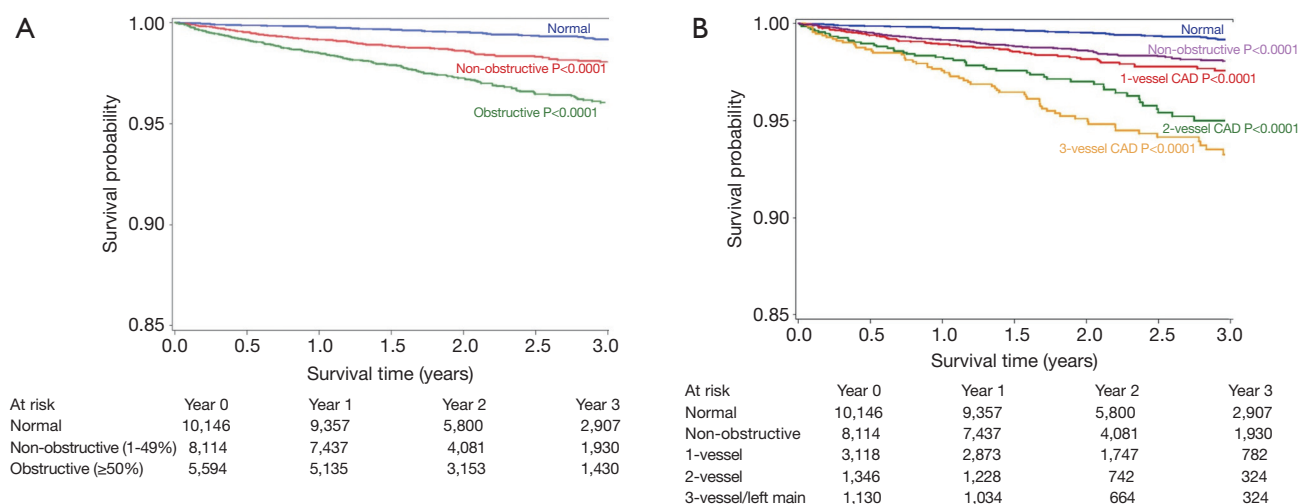 A
1.00
0.95
0.90
0.85
Survival probability
Normal
Non-obstructive P<0.0001
Obstructive P<0.0001
0.0 0.5 1.0 1.5 2.0 2.5 3.0
Survival time (years)
At risk Year 0 Year 1 Year 2 Year 3
Normal 10,146 9,357 5,800 2,907
Non-obstructive (1-49%) 8,114 7,437 4,081 1,930
Obstructive (≥50%) 5,594 5,135 3,153 1,430
B
1.00
0.95
0.90
0.85
Survival probability
Normal
Non-obstructive P<0.0001
1-vessel CAD P<0.0001
2-vessel CAD P<0.0001
3-vessel CAD P<0.0001
0.0 0.5 1.0 1.5 2.0 2.5 3.0
Survival time (years)
At risk Year 0 Year 1 Year 2 Year 3
Normal 10,146 9,357 5,800 2,907
Non-obstructive 8,114 7,437 4,081 1,930
1-vessel 3,118 2,873 1,747 782
2-vessel 1,346 1,228 742 324
3-vessel/left main 1,130 1,034 664 324